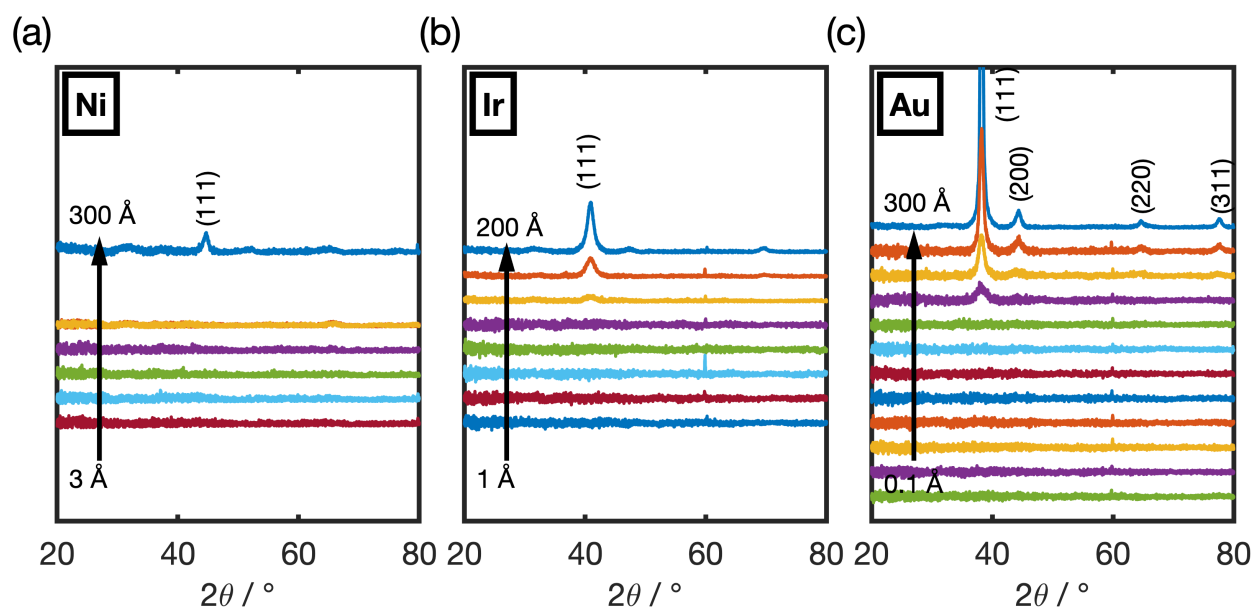 (a)
Ni
(111)
300 Å
3 Å
20 40 60 80
2θ / °
(b)
Ir
(111)
200 Å
1 Å
20 40 60 80
2θ / °
(c)
Au
(111)
(200)
(220)
(311)
300 Å
0.1 Å
20 40 60 80
2θ / °